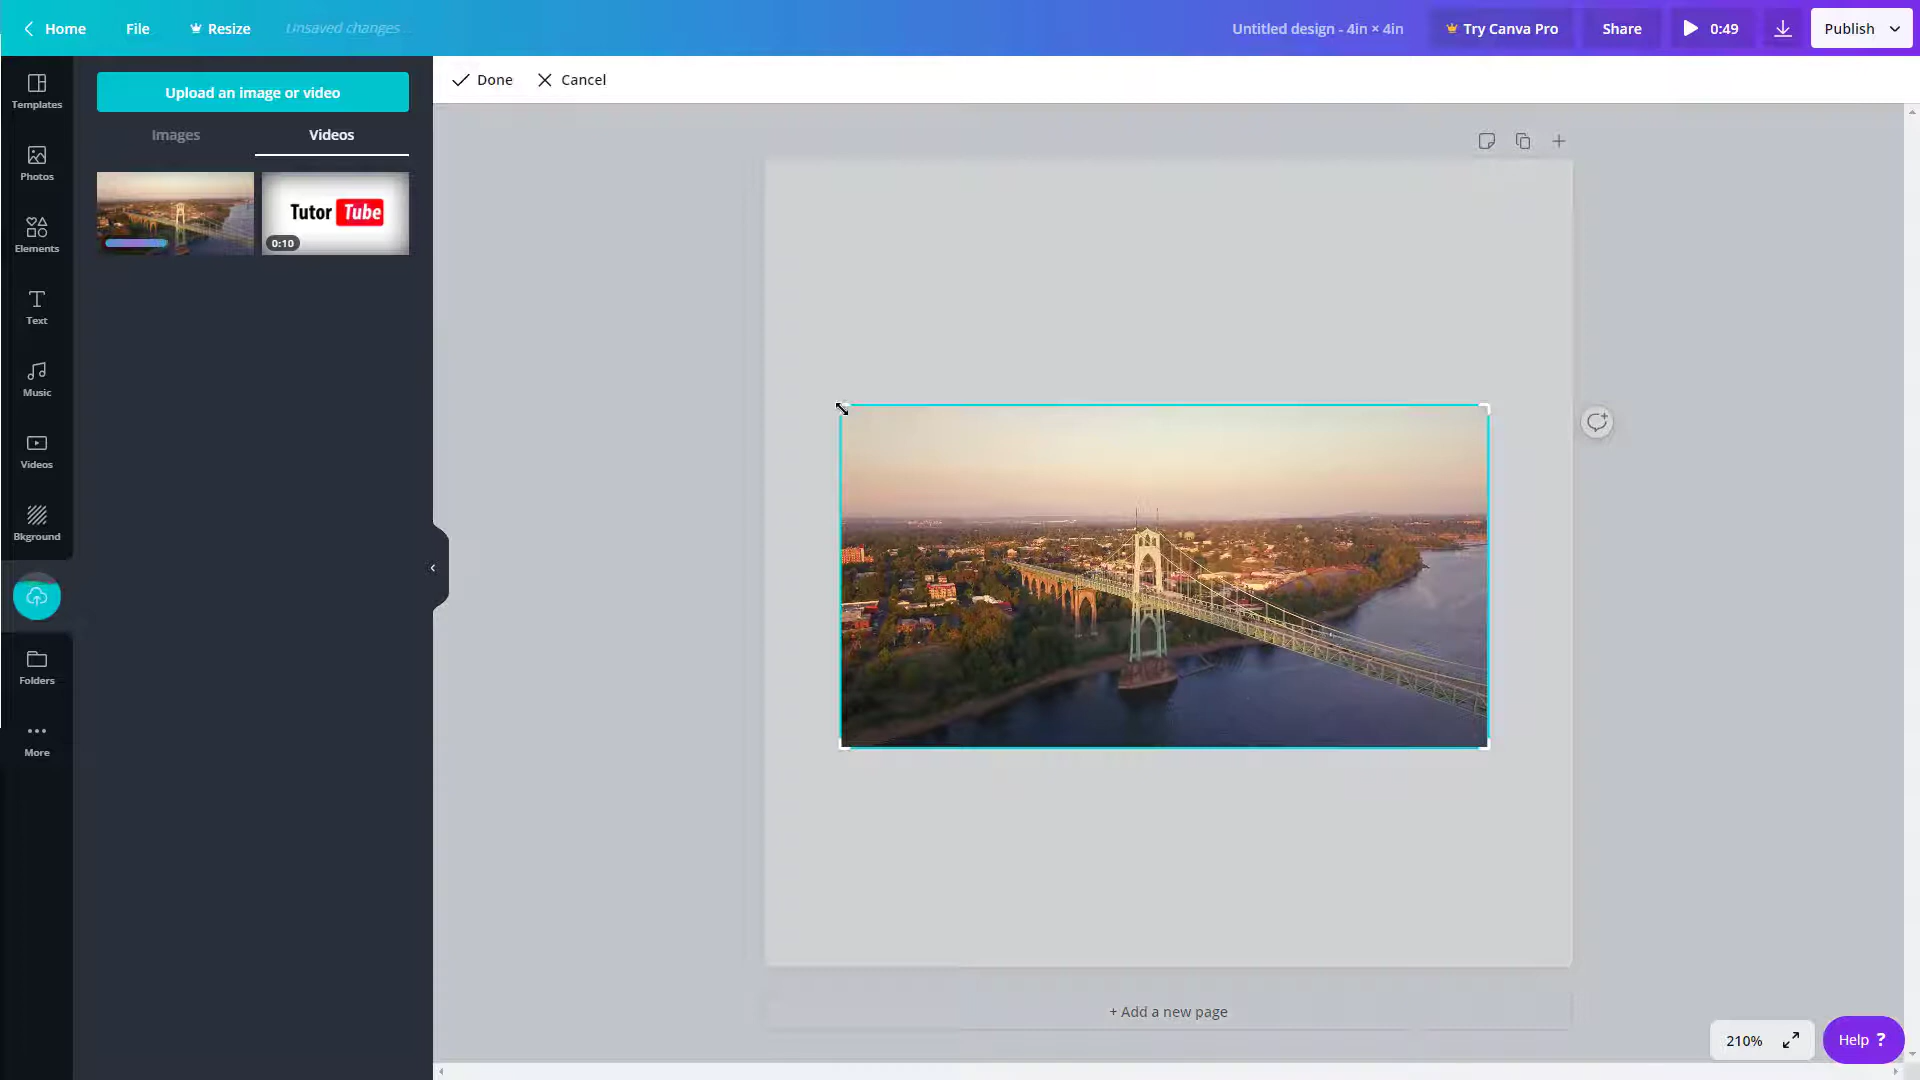 Home
File
Resize
Unsaved changes...
Untitled design - 4in × 4in
Try Canva Pro
Share
0:49
Publish
Templates
Photos
Elements
Text
Music
Videos
Bkground
Folders
More
Upload an image or video
Images
Videos
Tutor Tube
0:10
Done
Cancel
+ Add a new page
210%
Help ?